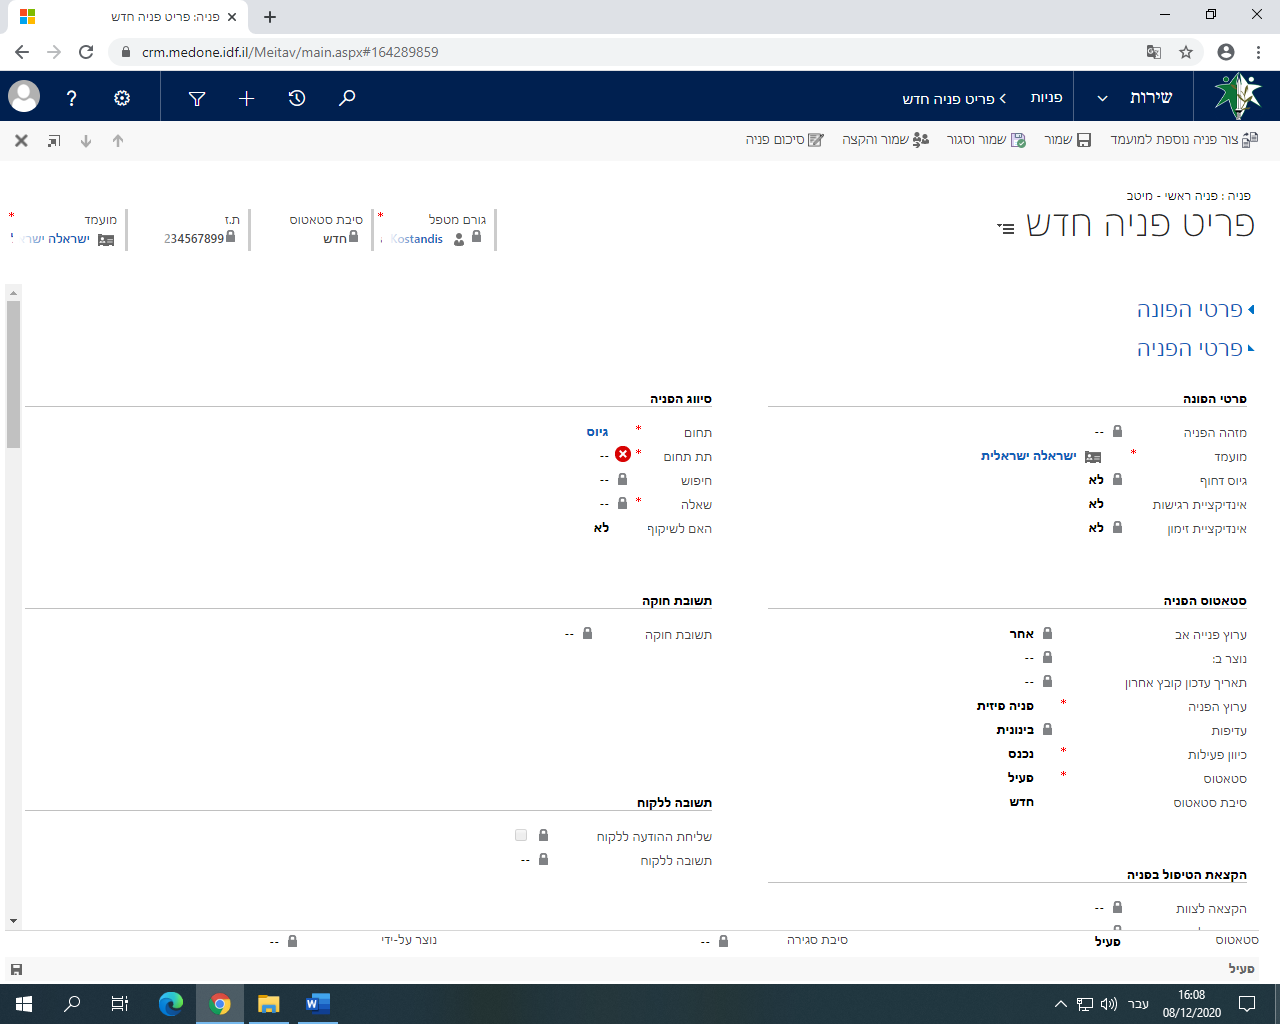 פניה: פריט פניה חדש
crm.medone.idf.il/Meitav/main.aspx#164289859
שירות
פניות
פריט פניה חדש
צור פניה נוספת למועמד
שמור
שמור וסגור
שמור והקצה
סיכום פניה
פניה : פניה ראשי - מיטב
פריט פניה חדש
גורם מטפל *
Kostandis
סיבת סטאטוס
חדש
ת.ז
234567899
מועמד *
ישראלה
פרטי הפונה
פרטי הפניה
פרטי הפונה
מזהה הפניה --
מועמד * ישראלה ישראלית
גיוס דחוף לא
אינדיקציית רגישות לא
אינדיקציית זימון לא
סיווג הפניה
תחום * גיוס
תת תחום * --
חיפוש --
שאלה * --
האם לשיקוף לא
סטאטוס הפניה
ערוץ פנייה אב אחר
נוצר ב: --
תאריך עדכון קובץ אחרון --
ערוץ הפניה * פניה פיזית
עדיפות בינונית
כיוון פעילות * נכנס
סטאטוס * פעיל
סיבת סטאטוס חדש
תשובת חוקה
תשובת חוקה --
תשובה ללקוח
שליחת ההודעה ללקוח
תשובה ללקוח --
הקצאת הטיפול בפניה
הקצאה לצוות --
סטאטוס פעיל
סיבת סגירה --
נוצר על-ידי --
פעיל
עבר
16:08
08/12/2020